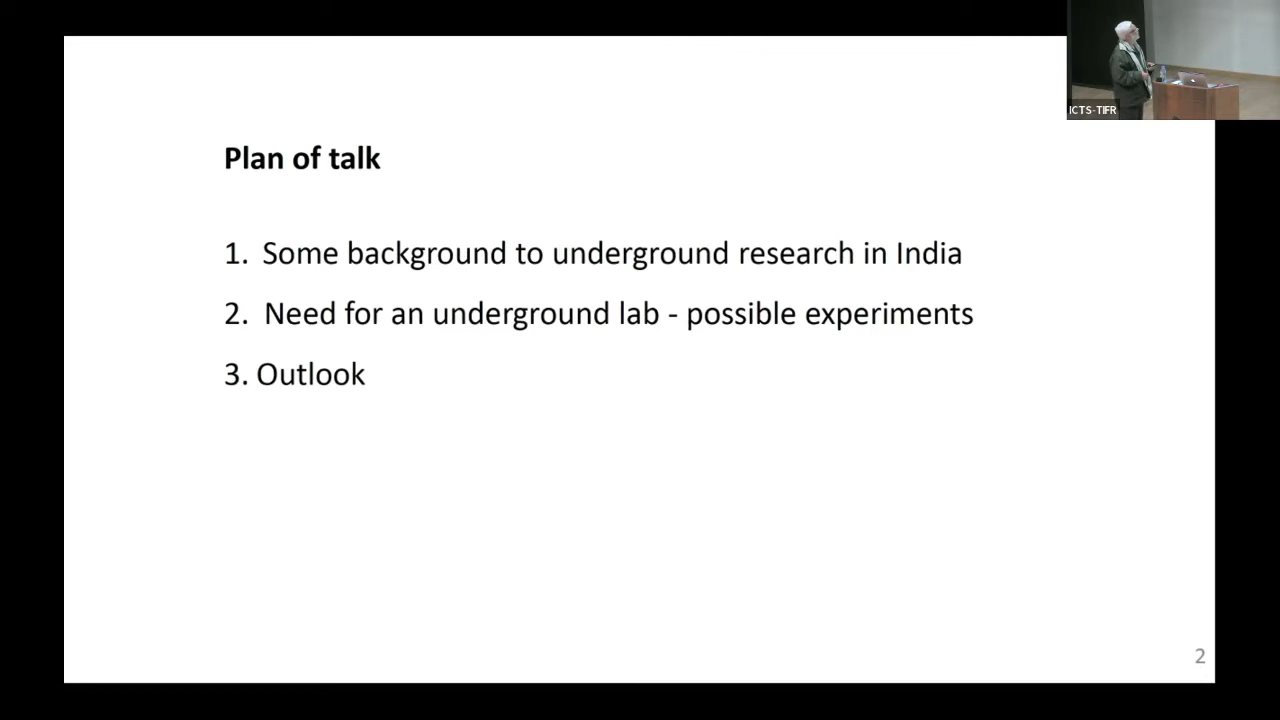 ICTS-TIFR
Plan of talk
1. Some background to underground research in India
2. Need for an underground lab - possible experiments
3. Outlook
2